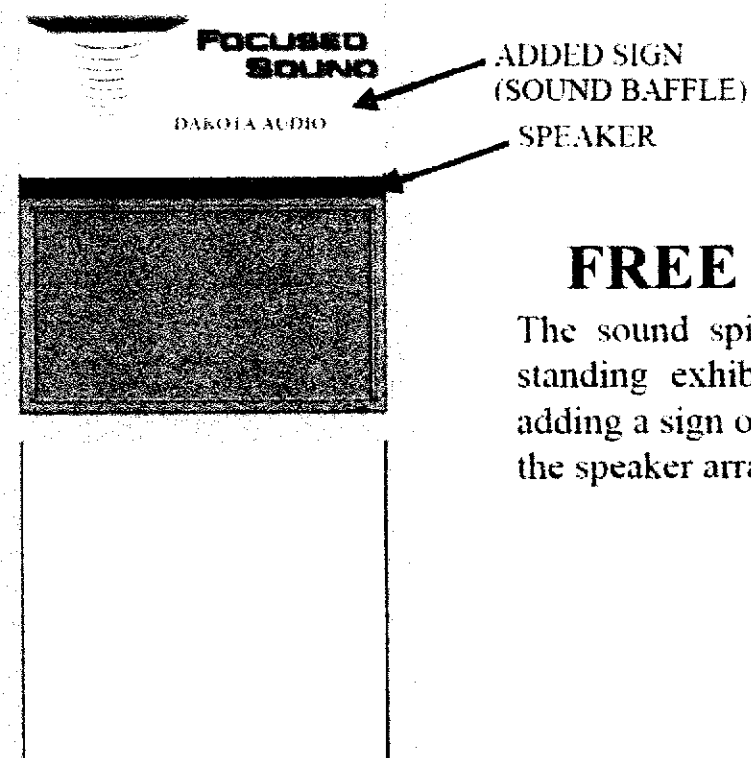 FOCUSED
SOUND
DAKOTA AUDIO
ADDED SIGN
(SOUND BAFFLE)
SPEAKER
FREE
The sound spi
standing exhib
adding a sign o
the speaker arra